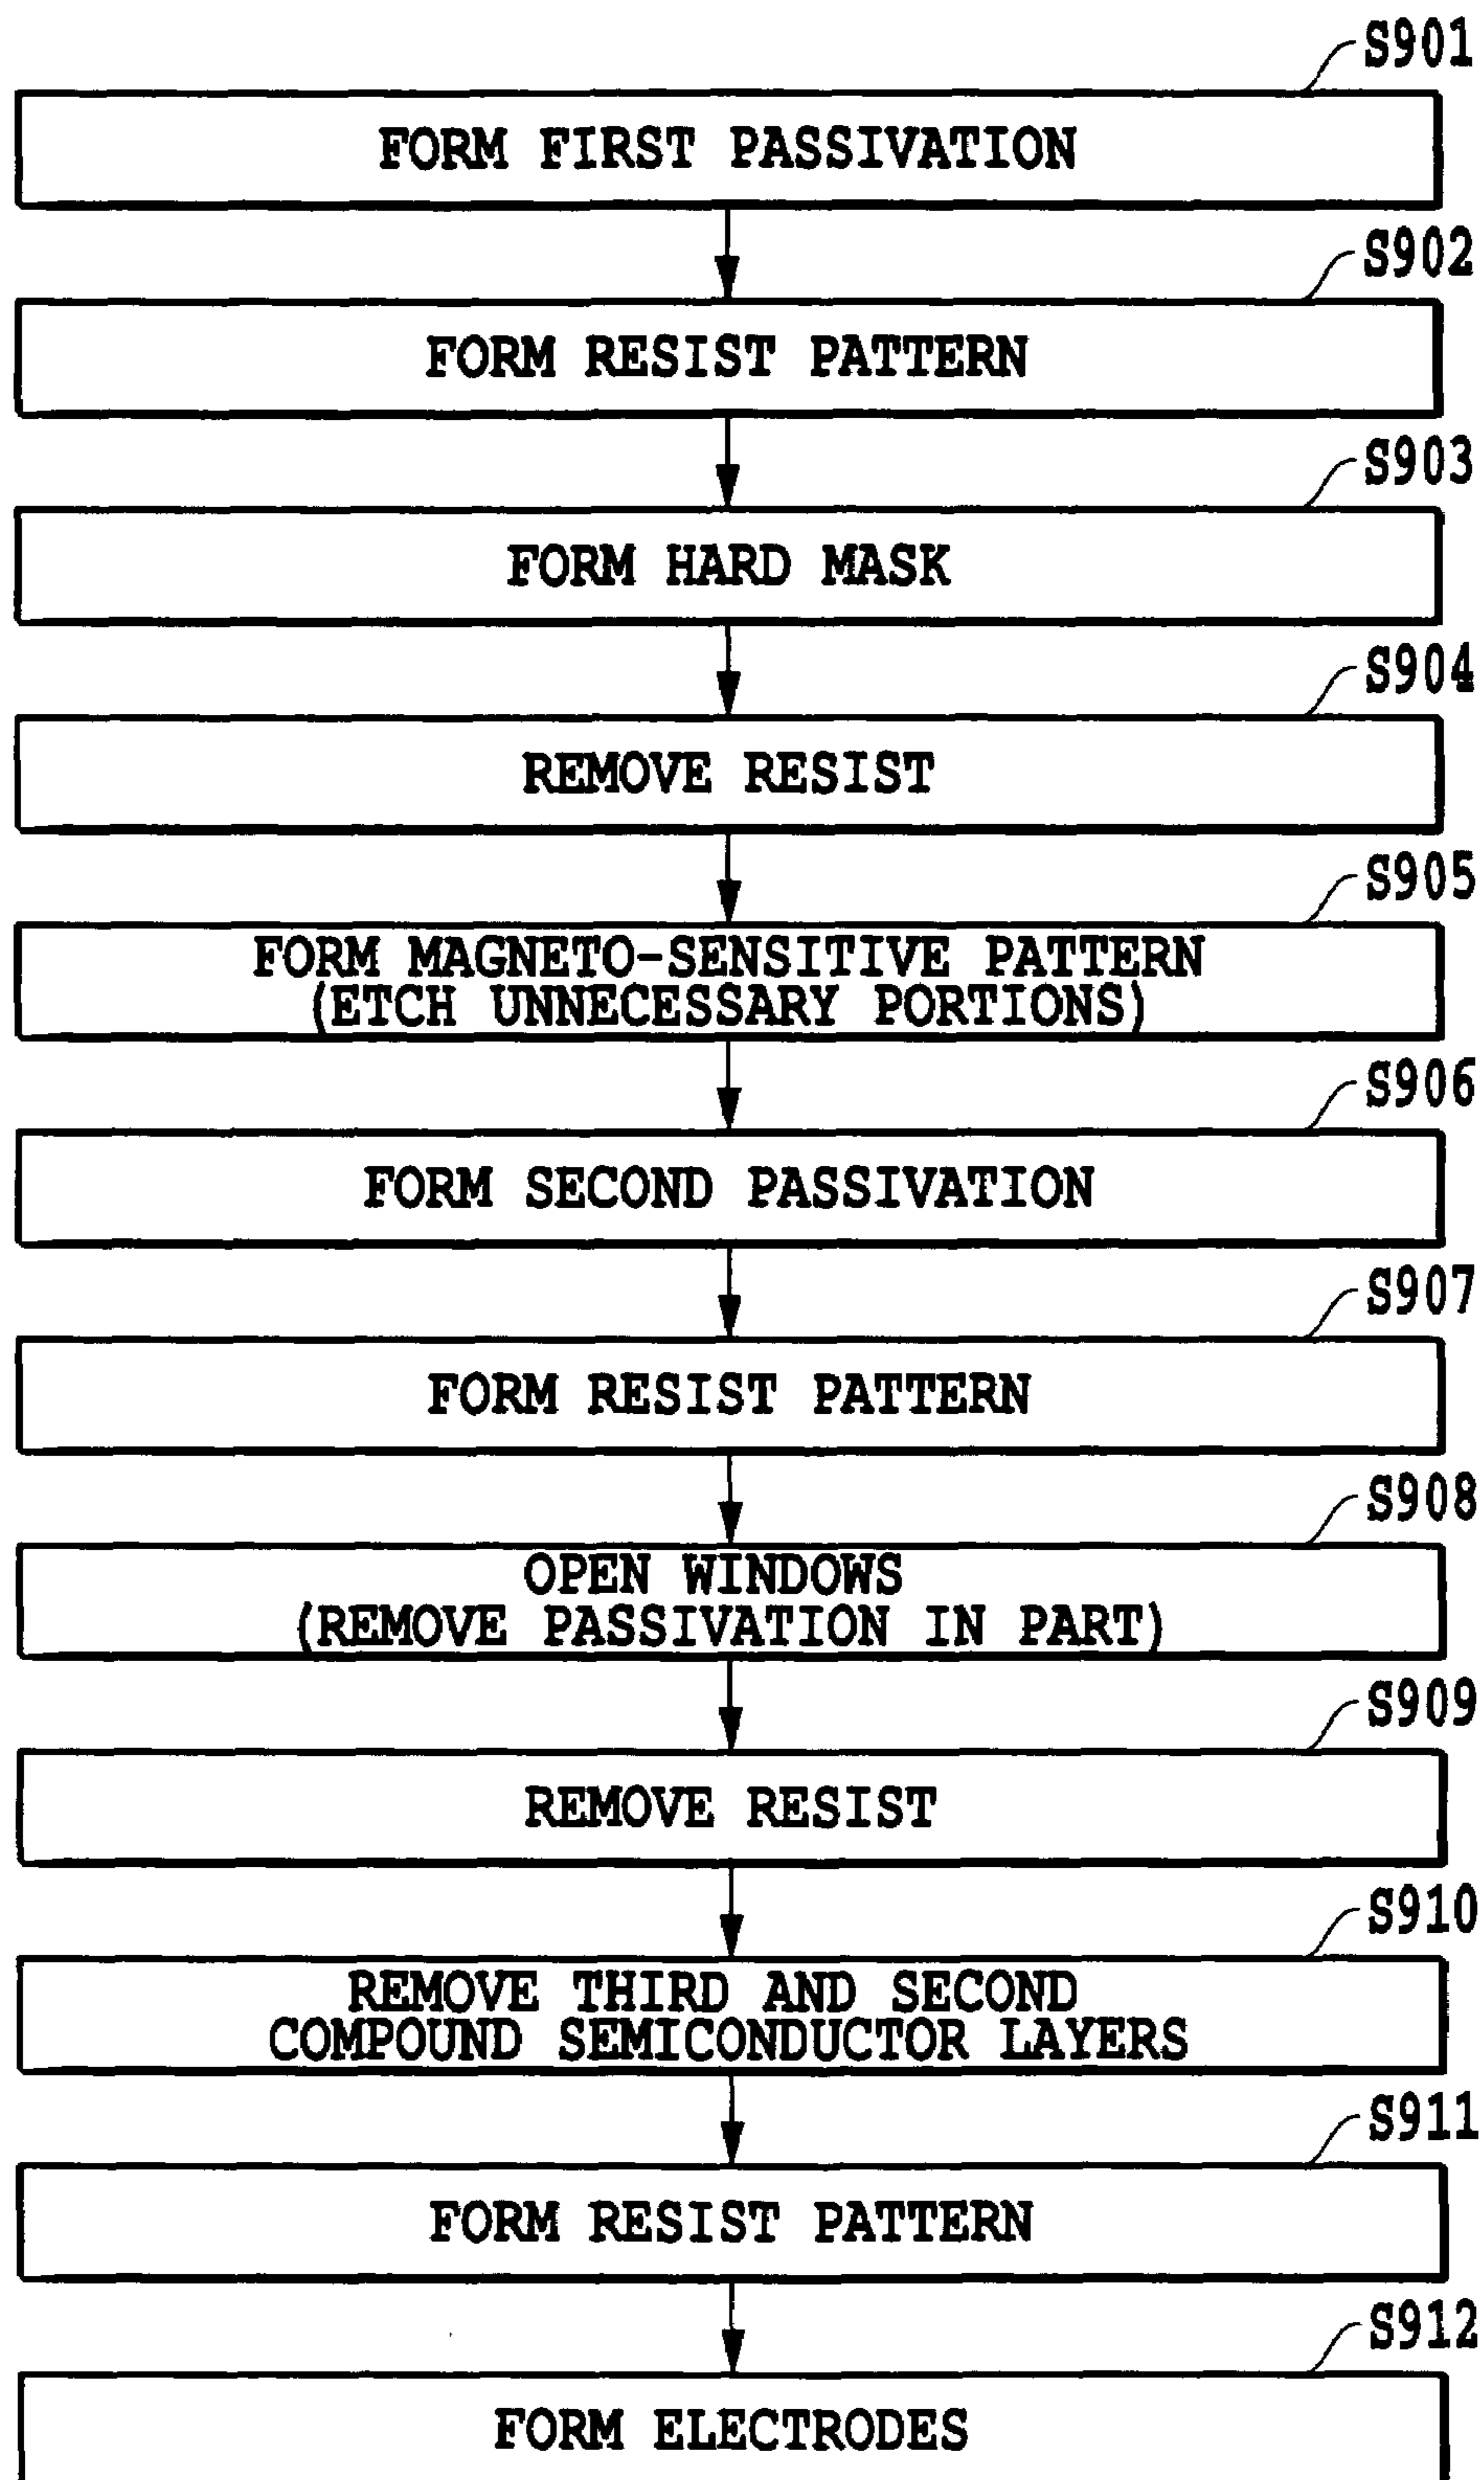 S901
FORM FIRST PASSIVATION
S902
FORM RESIST PATTERN
S903
FORM HARD MASK
S904
REMOVE RESIST
S905
FORM MAGNETO-SENSITIVE PATTERN
(ETCH UNNECESSARY PORTIONS)
S906
FORM SECOND PASSIVATION
S907
FORM RESIST PATTERN
S908
OPEN WINDOWS
(REMOVE PASSIVATION IN PART)
S909
REMOVE RESIST
S910
REMOVE THIRD AND SECOND
COMPOUND SEMICONDUCTOR LAYERS
S911
FORM RESIST PATTERN
S912
FORM ELECTRODES